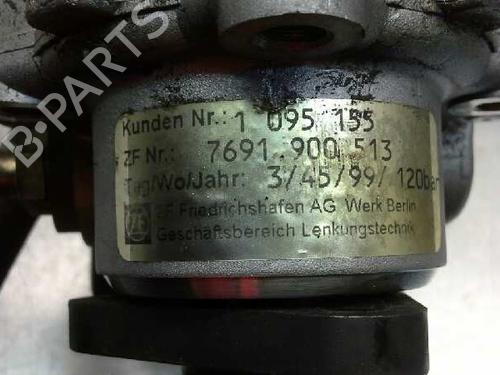 B-PARTS
Kunden Nr.: 1 095 155
ZF Nr.: 7691.900.513
Tag/Wo/Jahr: 3/45/99/ 120bar
ZF Friedrichshafen AG Werk Berlin
Geschäftsbereich Lenkungstechnik